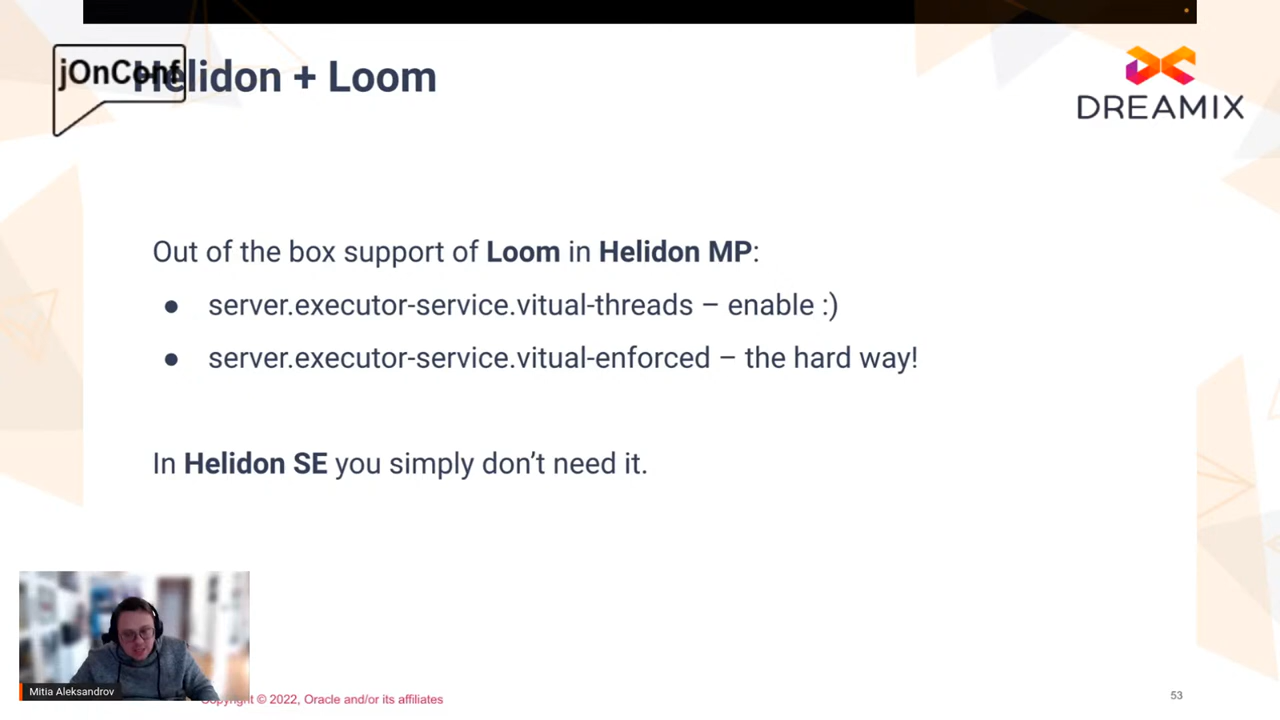 jOnConf
Helidon + Loom
DREAMIX
Out of the box support of Loom in Helidon MP:
● server.executor-service.vitual-threads – enable :)
● server.executor-service.vitual-enforced – the hard way!
In Helidon SE you simply don’t need it.
Mitia Aleksandrov
Copyright © 2022, Oracle and/or its affiliates
53